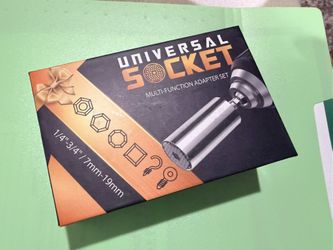 UNIVERSAL
SOCKET
MULTI-FUNCTION ADAPTER SET
1/4"-3/4" / 7mm-19mm